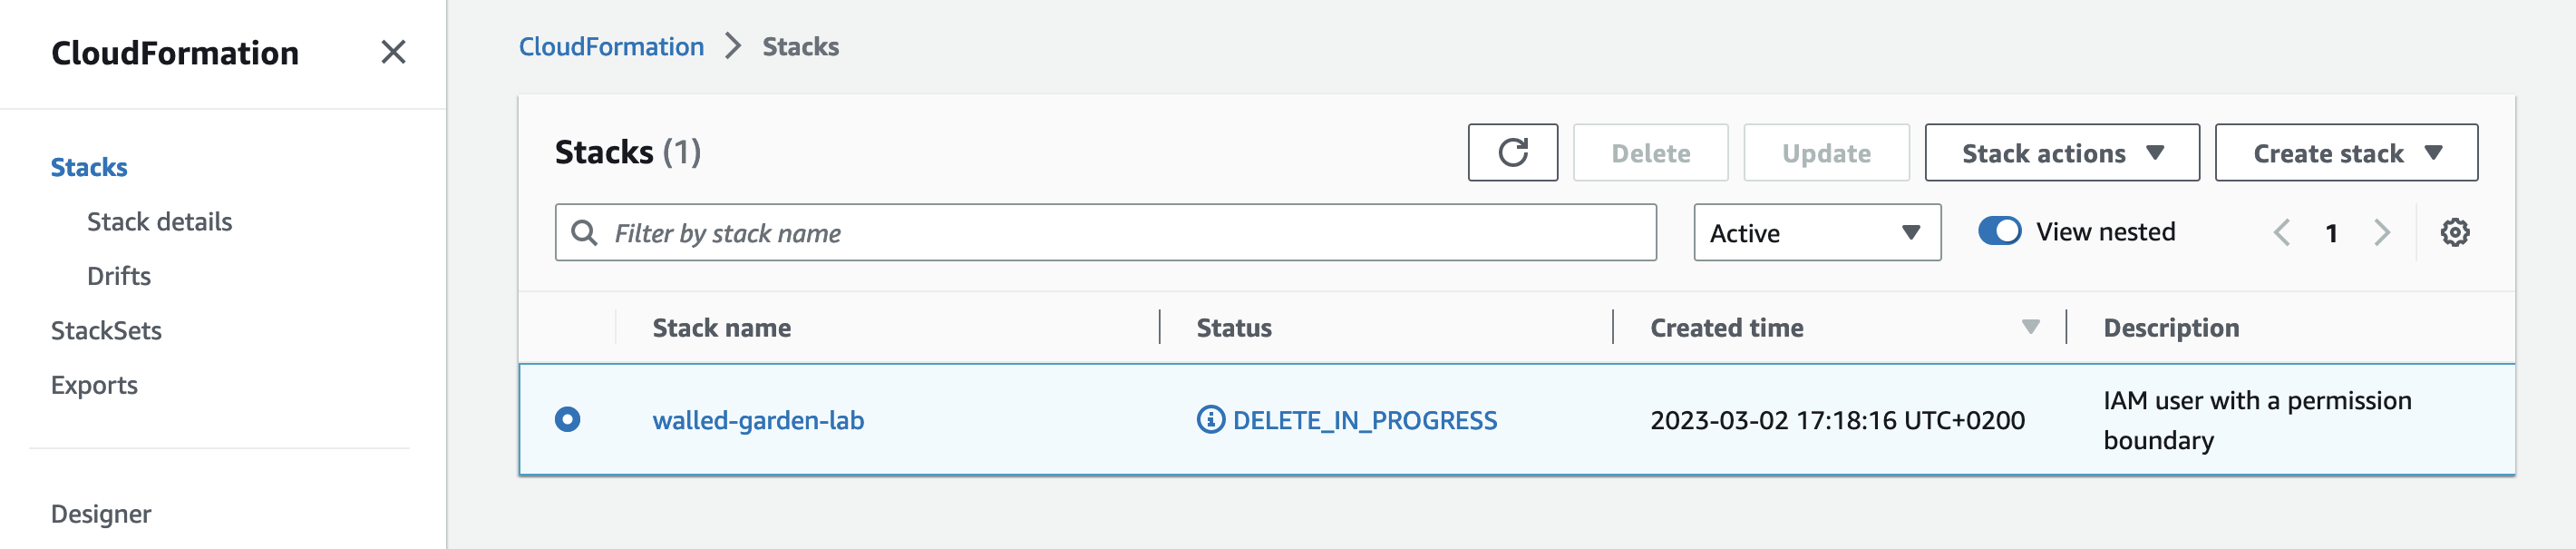 CloudFormation
Stacks
Stack details
Drifts
StackSets
Exports
Designer
CloudFormation > Stacks
Stacks (1)
Delete
Update
Stack actions
Create stack
Filter by stack name
Active
View nested
1
Stack name
Status
Created time
Description
walled-garden-lab
DELETE_IN_PROGRESS
2023-03-02 17:18:16 UTC+0200
IAM user with a permission
boundary